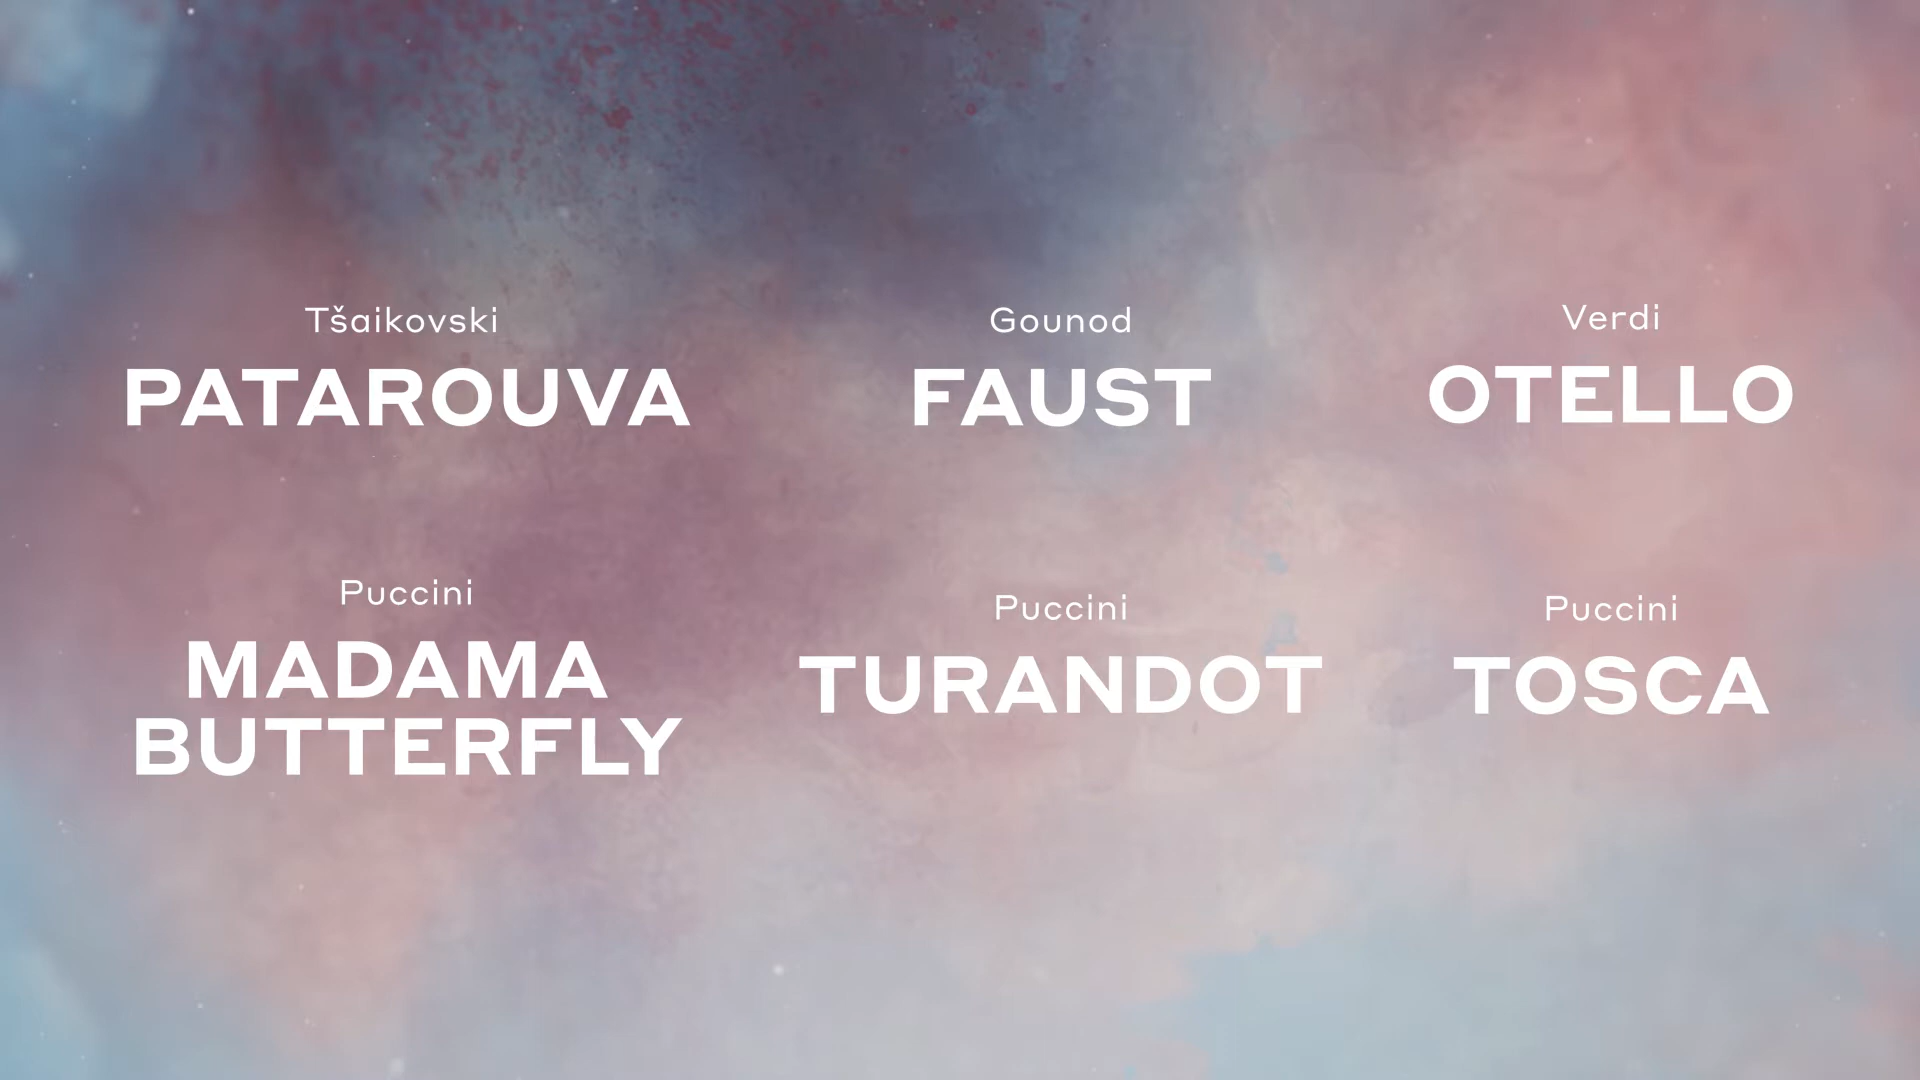 Tšaikovski
PATAROUVA
Gounod
FAUST
Verdi
OTELLO
Puccini
MADAMA
BUTTERFLY
Puccini
TURANDOT
Puccini
TOSCA